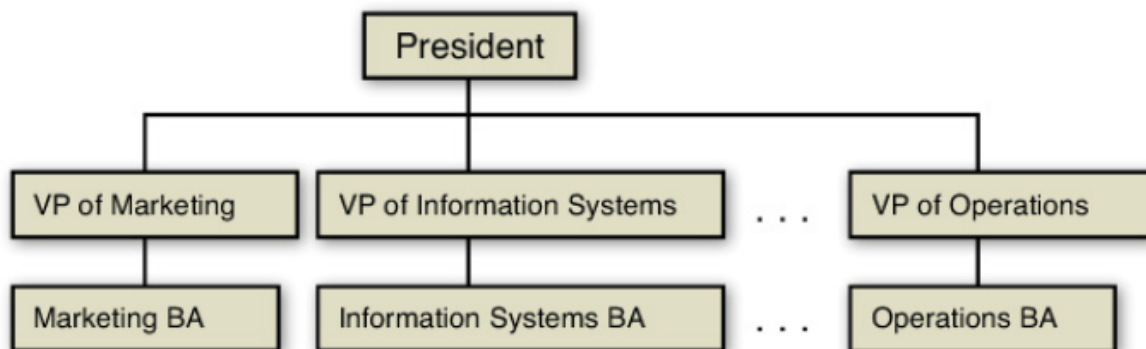 President
VP of Marketing
VP of Information Systems
. . .
VP of Operations
Marketing BA
Information Systems BA
. . .
Operations BA